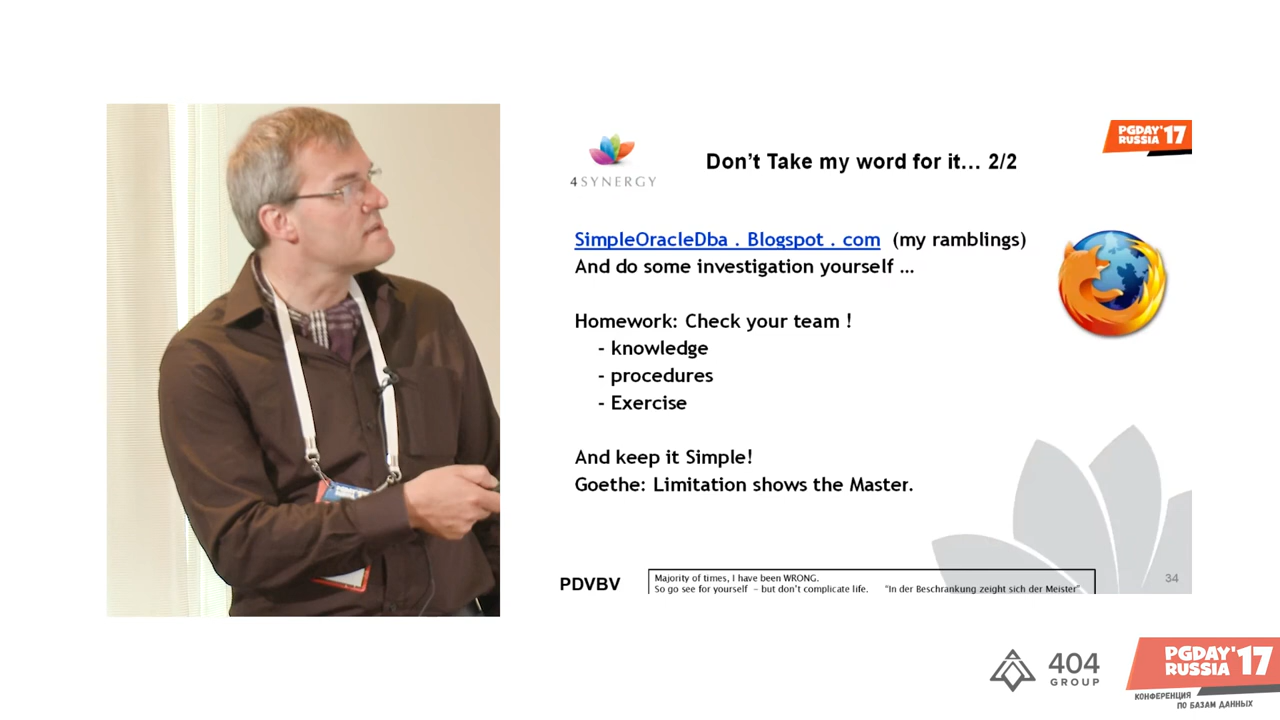 4SYNERGY
Don't Take my word for it... 2/2
PGDAY'17
RUSSIA
SimpleOracleDba . Blogspot . com (my ramblings)
And do some investigation yourself ...
Homework: Check your team !
- knowledge
- procedures
- Exercise
And keep it Simple!
Goethe: Limitation shows the Master.
PDVBV
Majority of times, I have been WRONG.
So go see for yourself - but don't complicate life. "In der Beschrankung zeight sich der Meister"
34
404
GROUP
PGDAY'17
RUSSIA
КОНФЕРЕНЦИЯ
ПО БАЗАМ ДАННЫХ